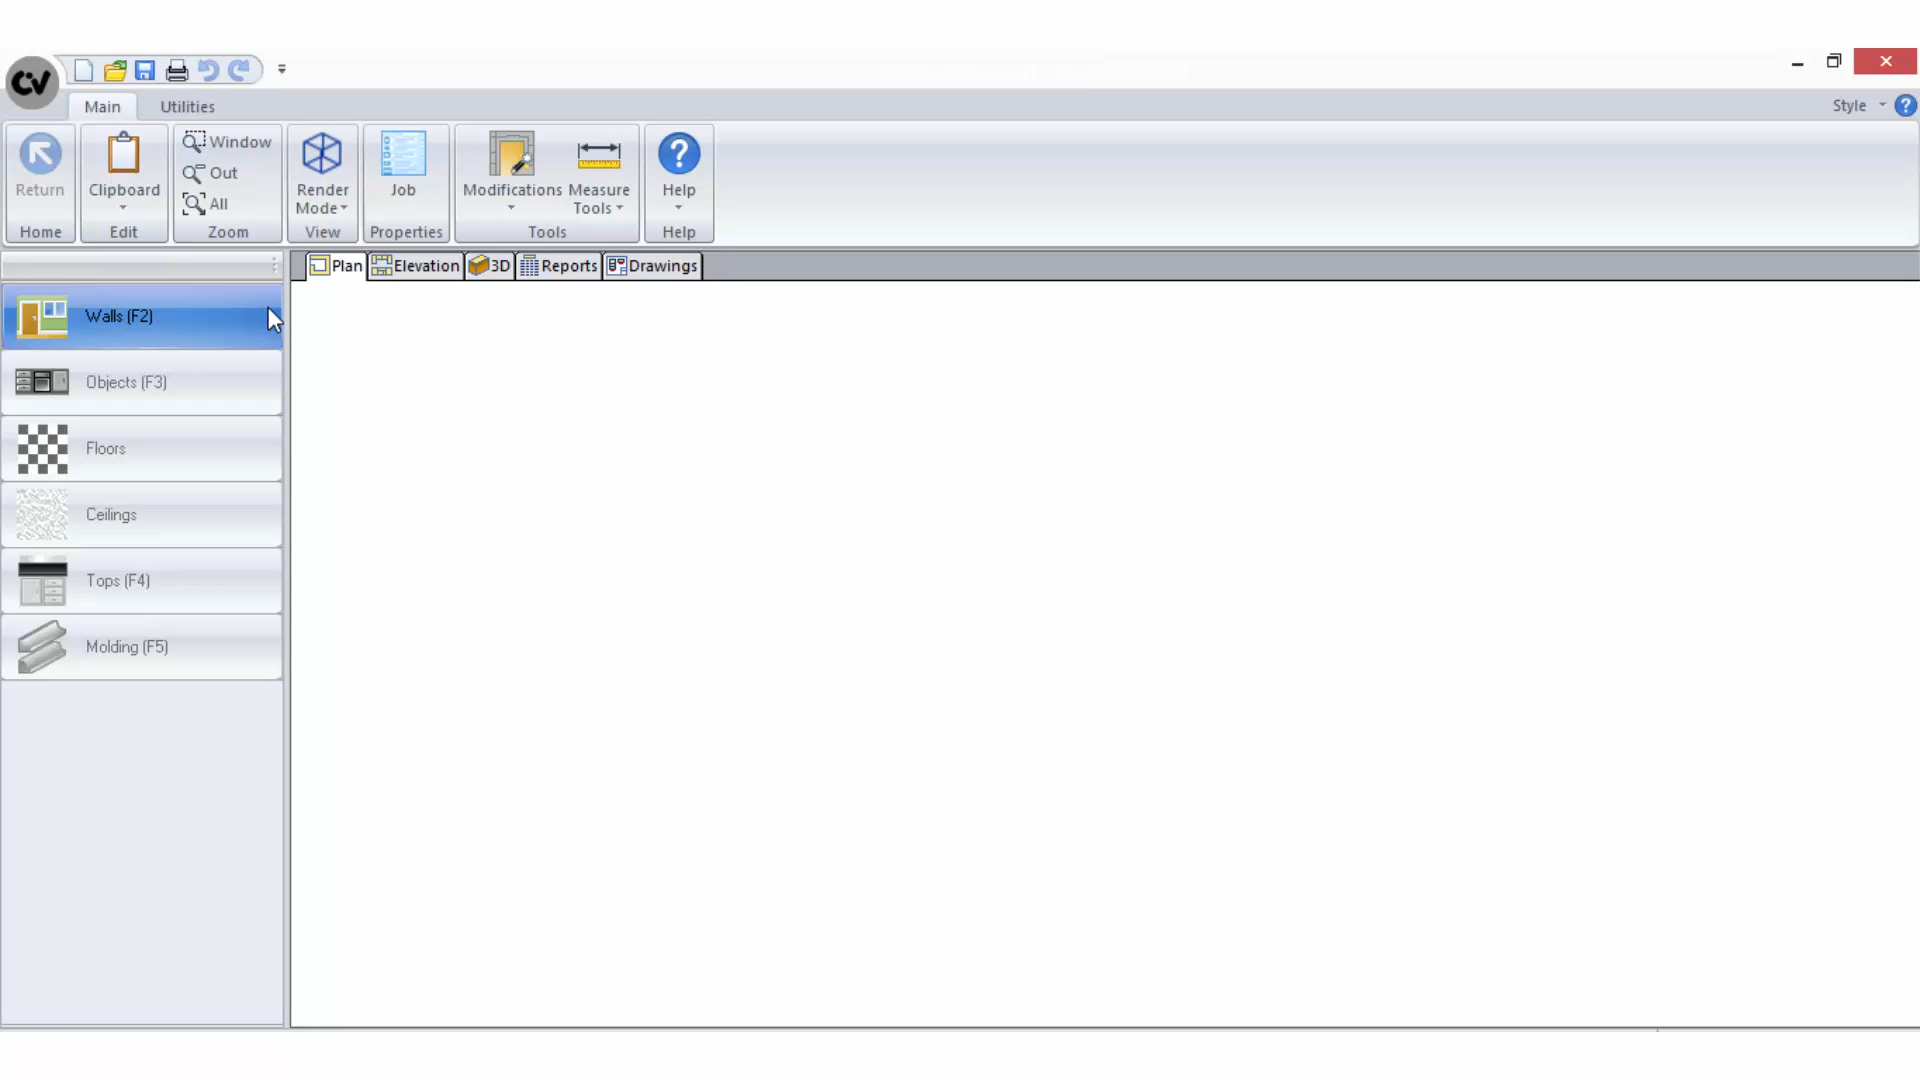 CV
Main Utilities Style ?
Return
Home
Clipboard
Edit
Window
Out
All
Zoom
Render
Mode
View
Job
Properties
Modifications
Measure
Tools
Tools
?
Help
Help
Plan Elevation 3D Reports Drawings
Walls (F2)
Objects (F3)
Floors
Ceilings
Tops (F4)
Molding (F5)